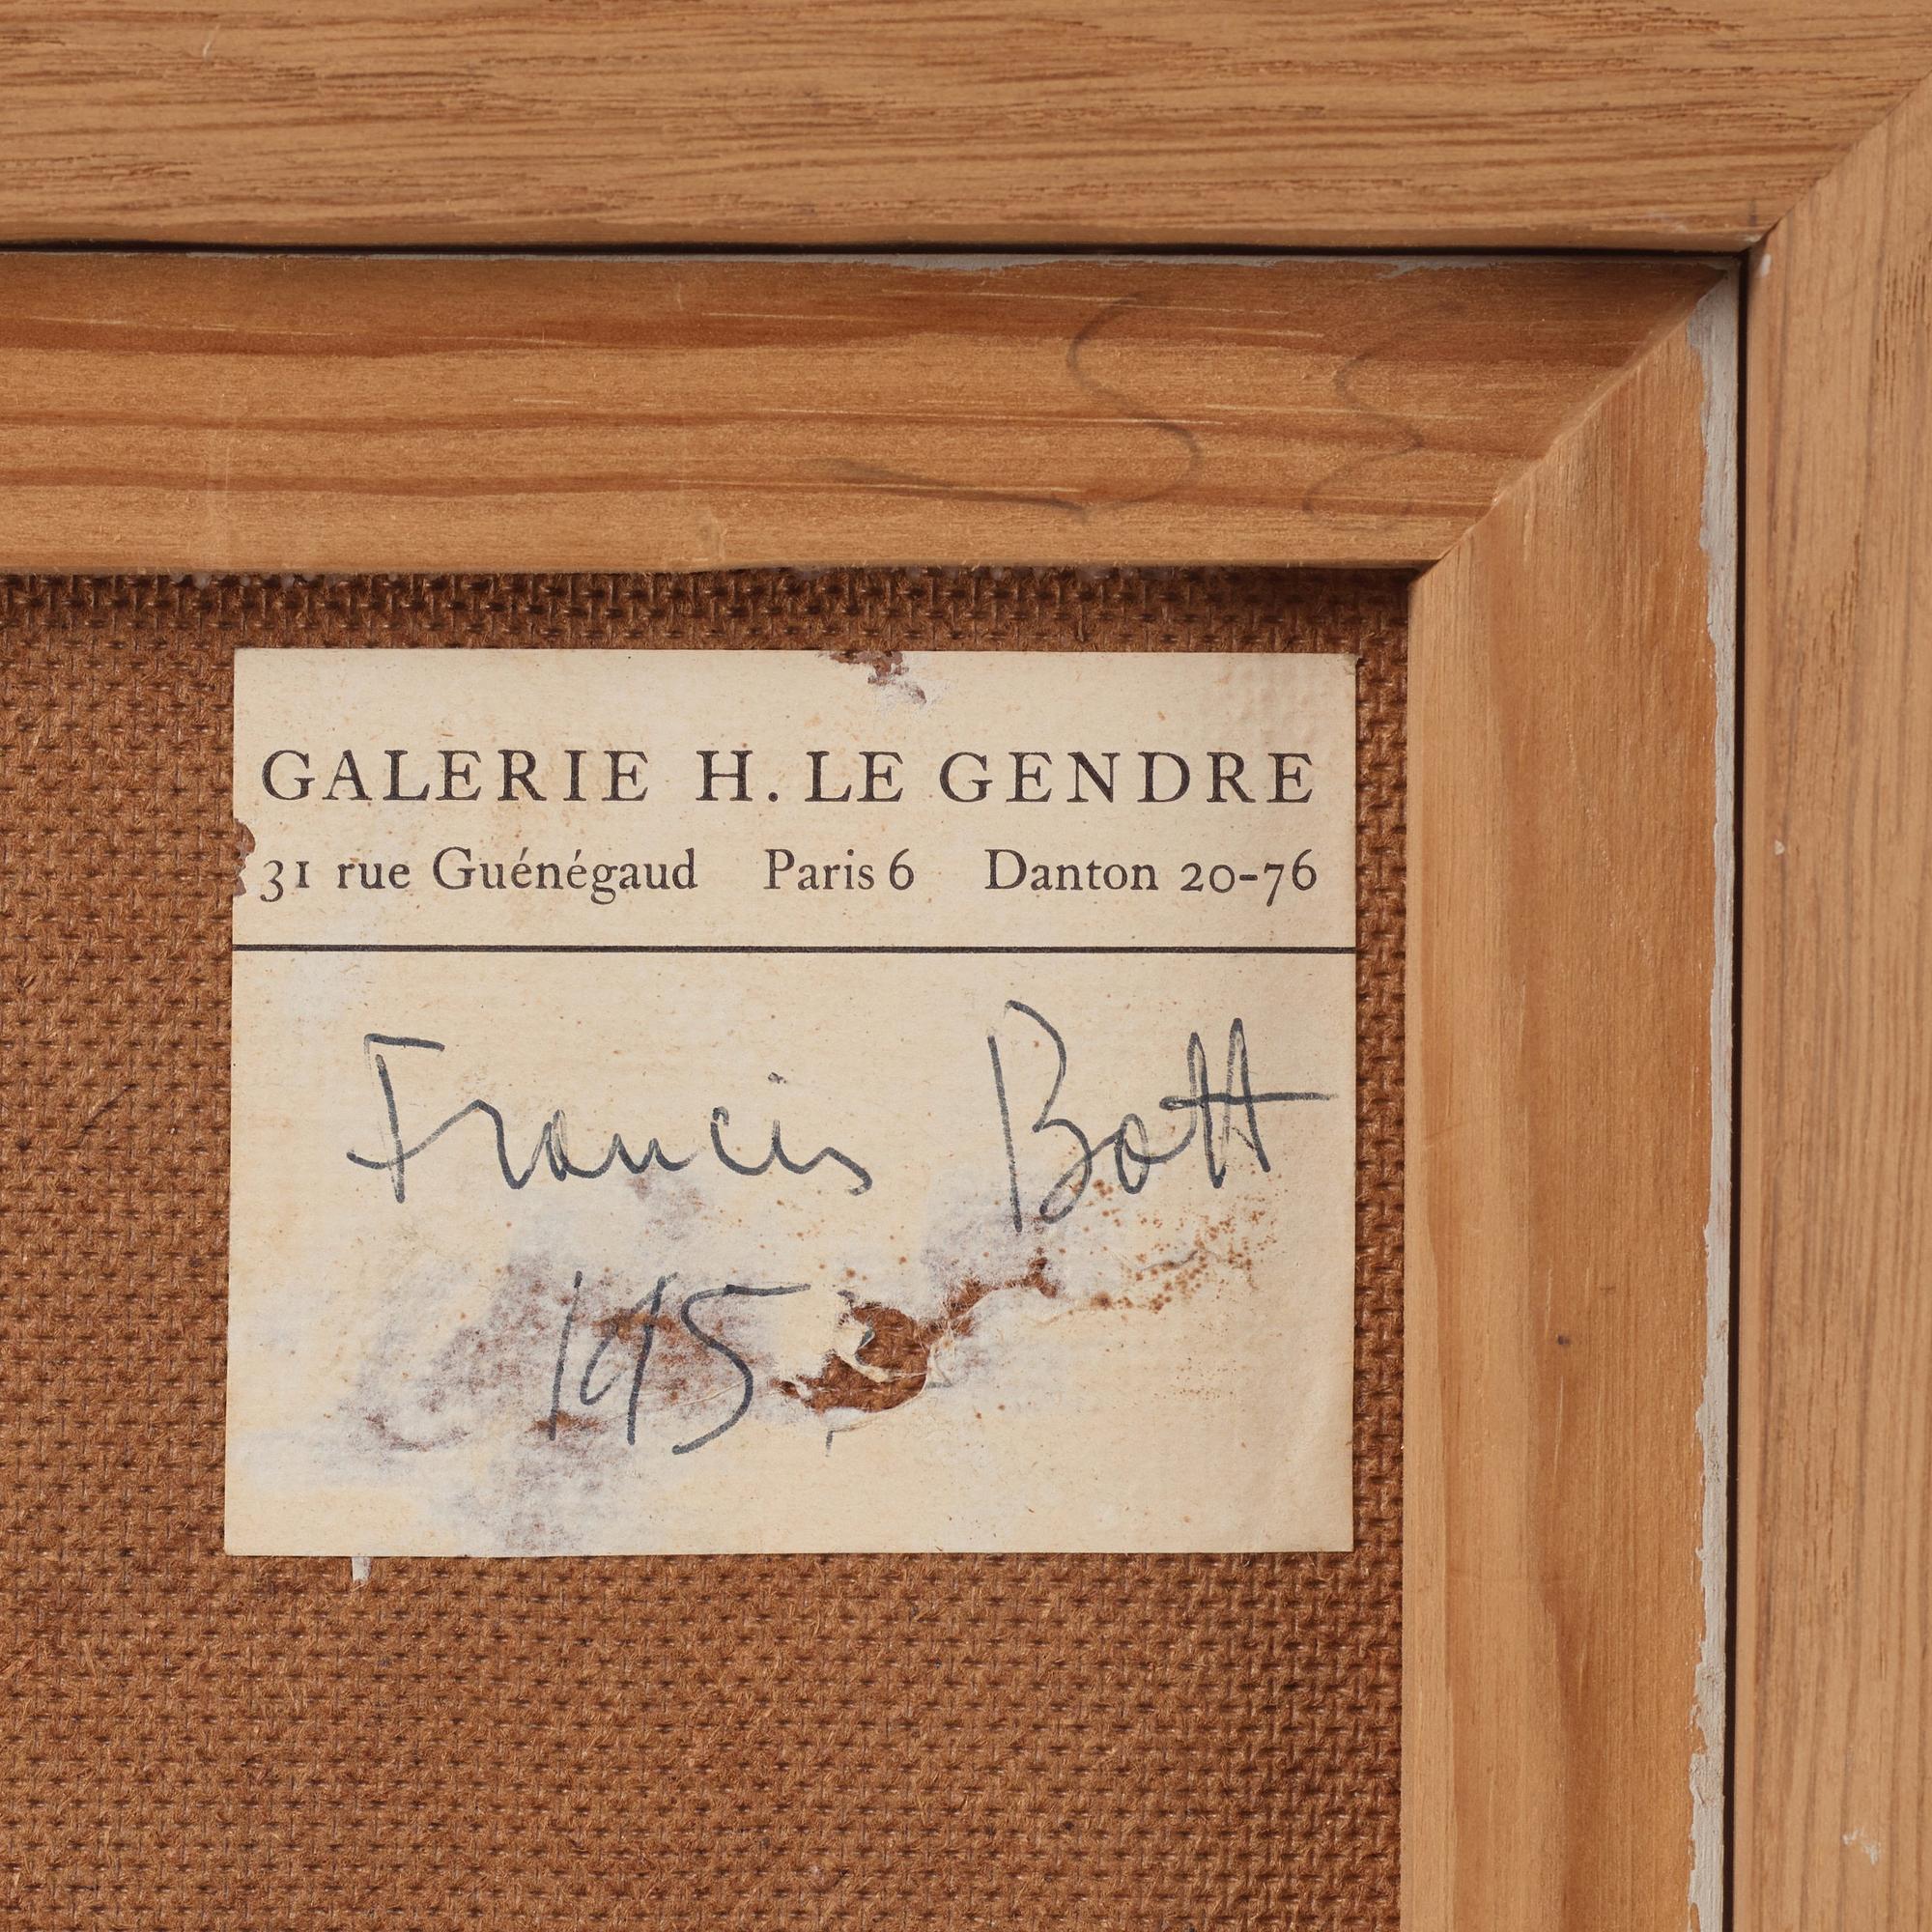 GALERIE H. LE GENDRE
31 rue Guénégaud Paris 6 Danton 20-76
Francis Bott